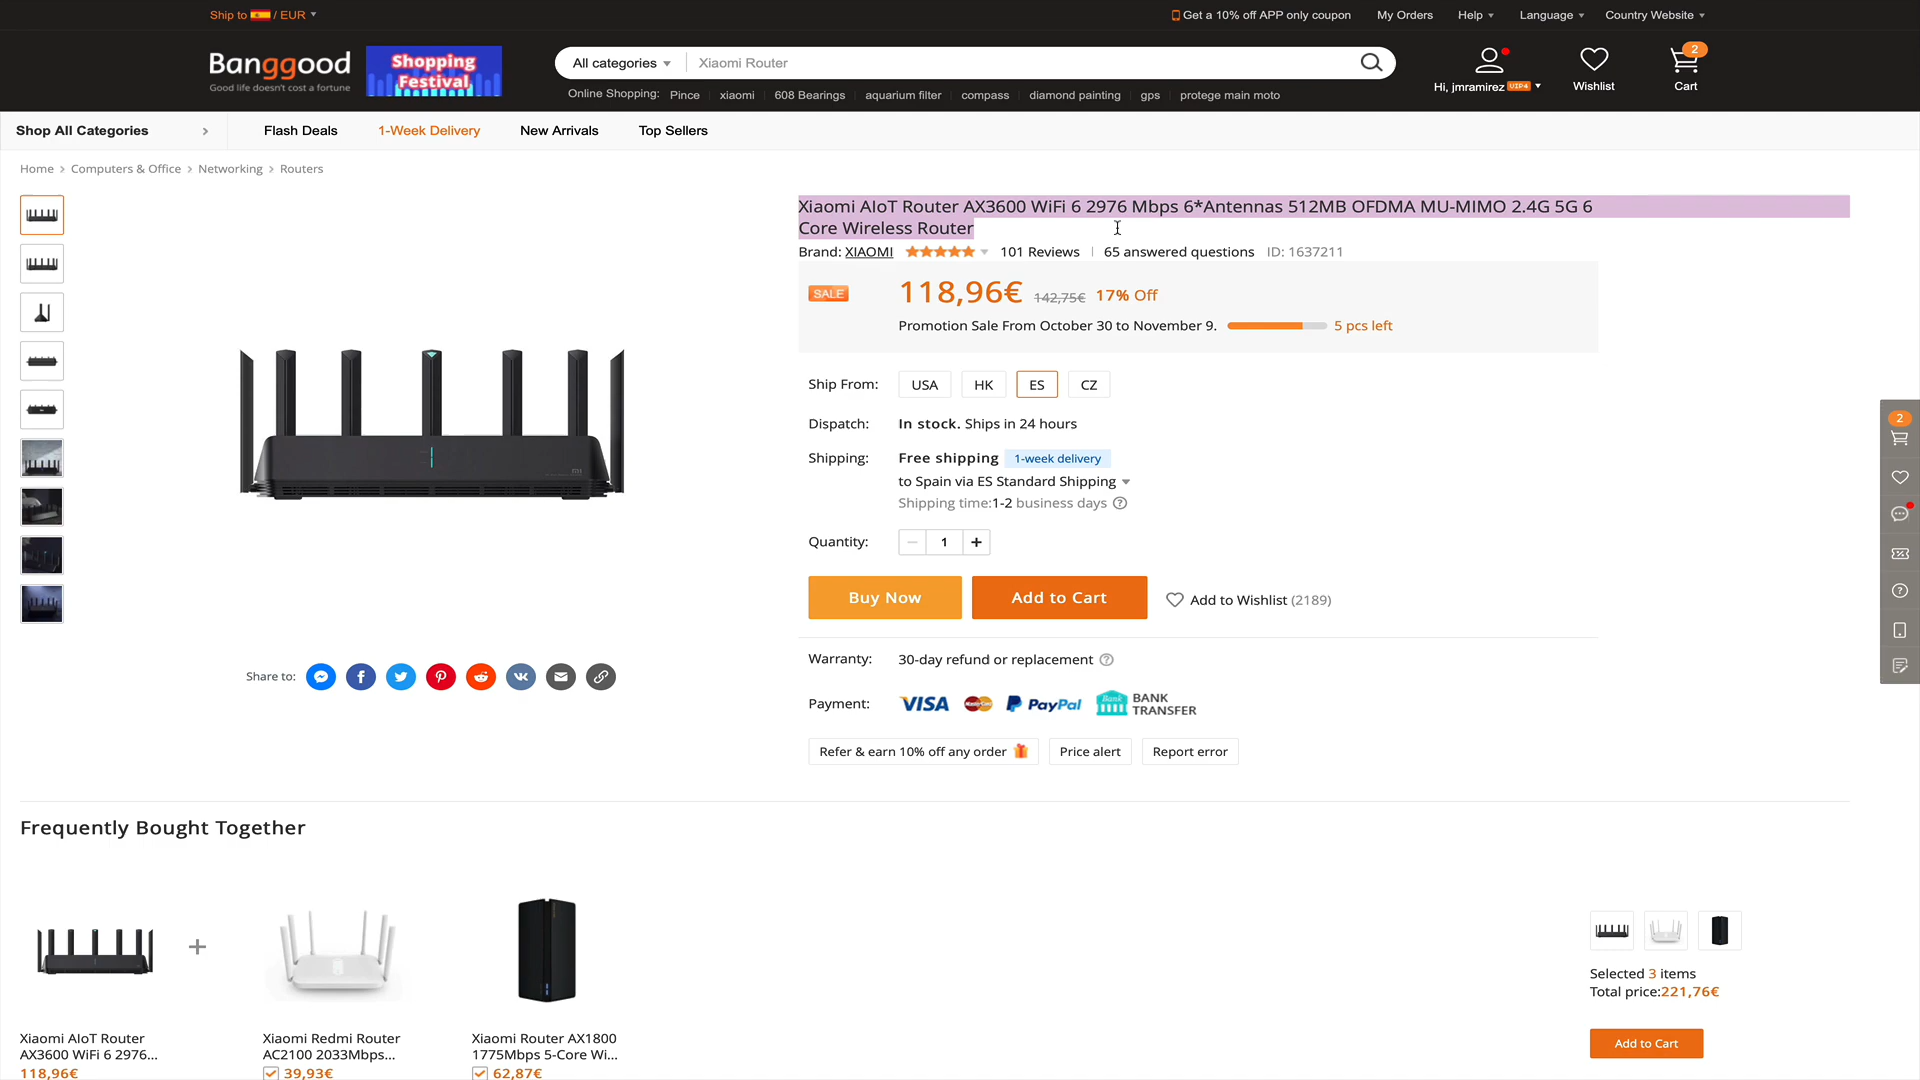 Ship to / EUR
Get a 10% off APP only coupon
My Orders
Help
Language
Country Website
Banggood
Good life doesn't cost a fortune
Shopping
Festival
All categories
Xiaomi Router
Hi, jmramirez VIP4
Wishlist
2
Cart
Online Shopping: Pince xiaomi 608 Bearings aquarium filter compass diamond painting gps protege main moto
Shop All Categories
Flash Deals
1-Week Delivery
New Arrivals
Top Sellers
Home > Computers & Office > Networking > Routers
Xiaomi AIoT Router AX3600 WiFi 6 2976 Mbps 6*Antennas 512MB OFDMA MU-MIMO 2.4G 5G 6
Core Wireless Router
Brand: XIAOMI 101 Reviews 65 answered questions ID: 1637211
SALE 118,96€ 142,75€ 17% Off
Promotion Sale From October 30 to November 9. 5 pcs left
Ship From: USA HK ES CZ
Dispatch: In stock. Ships in 24 hours
Shipping: Free shipping 1-week delivery
to Spain via ES Standard Shipping
Shipping time:1-2 business days
Quantity: 1
Buy Now
Add to Cart
Add to Wishlist (2189)
Share to:
Warranty: 30-day refund or replacement
Payment: VISA MasterCard PayPal Bank BANK
TRANSFER
Refer & earn 10% off any order
Price alert
Report error
2
Frequently Bought Together
Xiaomi AIoT Router
AX3600 WiFi 6 2976...
118,96€
Xiaomi Redmi Router
AC2100 2033Mbps...
39,93€
Xiaomi Router AX1800
1775Mbps 5-Core Wi...
62,87€
Selected 3 items
Total price:221,76€
Add to Cart